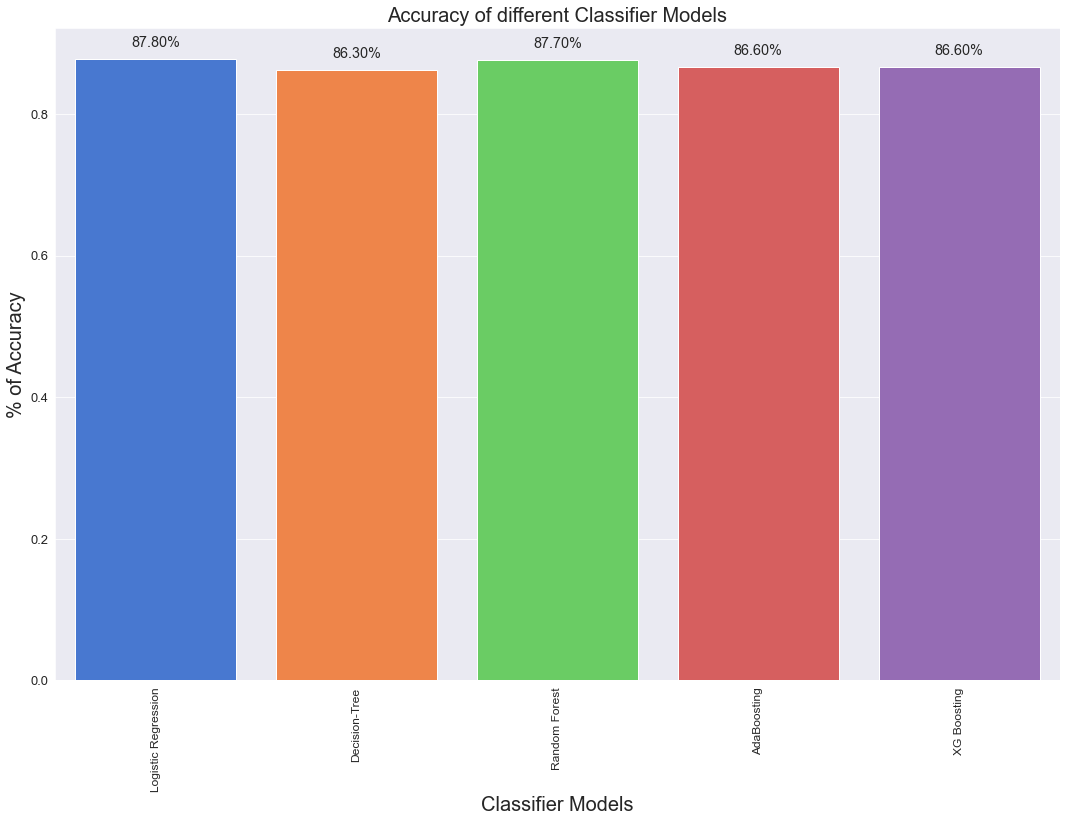 Accuracy of different Classifier Models
87.80%
86.30%
87.70%
86.60%
86.60%
% of Accuracy
0.8
0.6
0.4
0.2
0.0
Logistic Regression
Decision-Tree
Random Forest
AdaBoosting
XG Boosting
Classifier Models